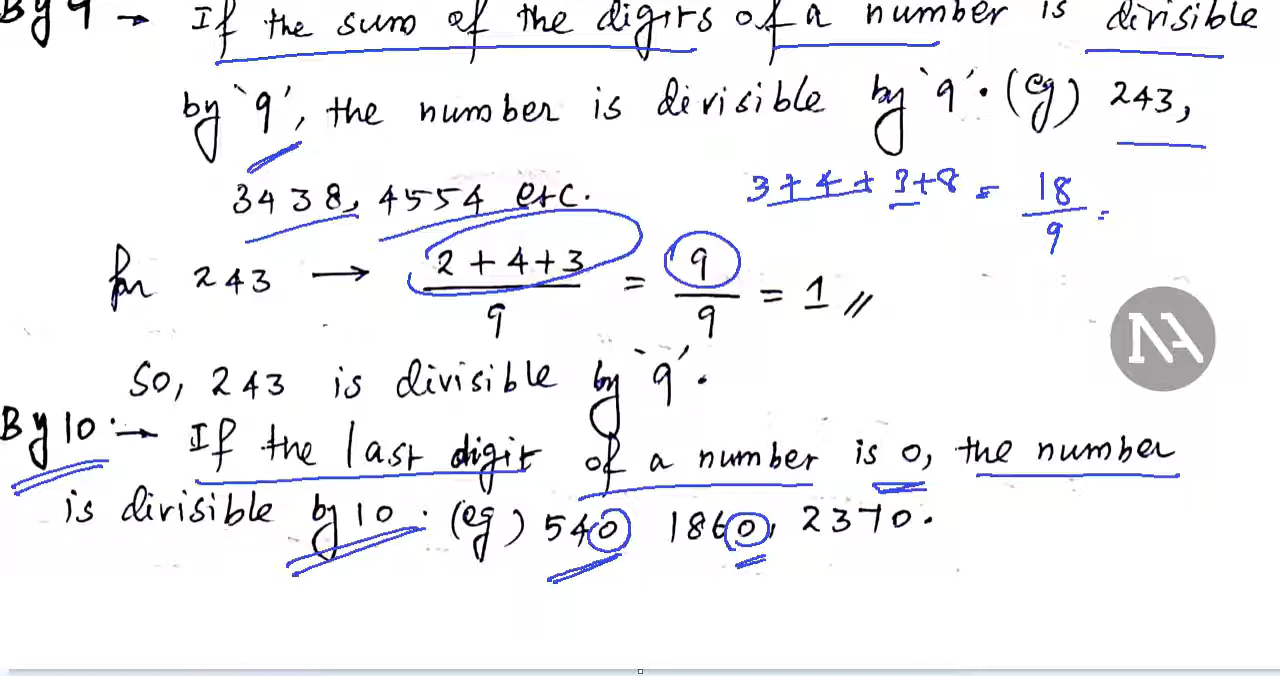 By 9 → If the sum of the digits of a number is divisible
by '9', the number is divisible by '9'. (eg) 243,
3438, 4554 etc. 3+4+3+8 = 18/9 =
for 243 → 2+4+3/9 = 9/9 = 1 //
So, 243 is divisible by '9'.
By 10 :→ If the last digit of a number is 0, the number
is divisible by 10. (eg) 540 1860, 2370.
NA